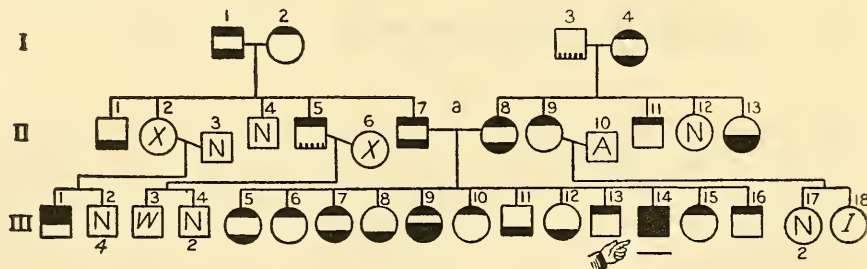 1 2 3 4
I
1 2 3 4 5 6 7 a 8 9 10 11 12 13
II X N N X A N
1 2 3 4 5 6 7 8 9 10 11 12 13 14 15 16 17 18
III N W N N I
4 2 2